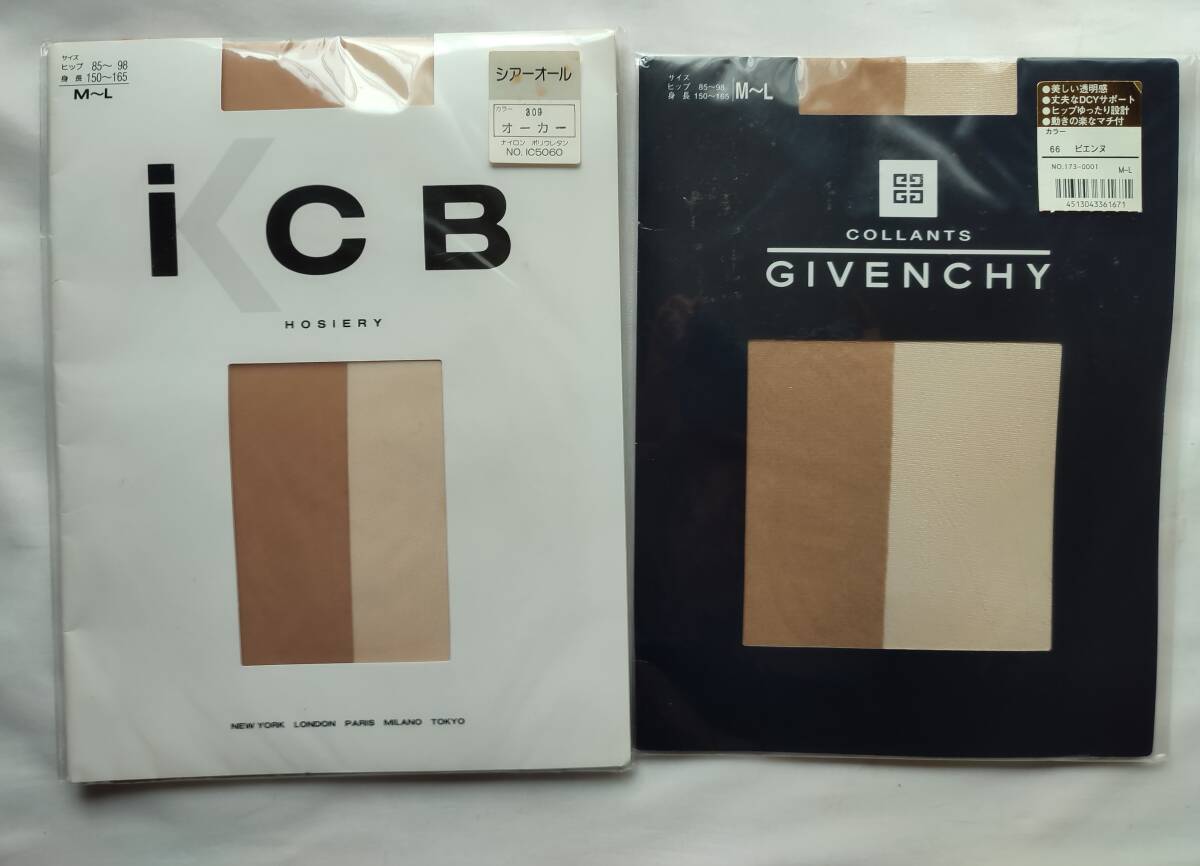 サイズ
ヒップ 85～ 98
身 長 150～165
M～L
シアーオール
カラー
309
オーカー
ナイロン ポリウレタン
NO. IC5060
iCB
HOSIERY
NEW YORK LONDON PARIS MILANO TOKYO
サイズ
ヒップ 85～98
身 長 150～165
M～L
●美しい透明感
●丈夫なDCYサポート
●ヒップゆったり設計
●動きの楽なマチ付
カラー
66 ビエンヌ
NO.173-0001 M-L
4513043361671
COLLANTS
GIVENCHY